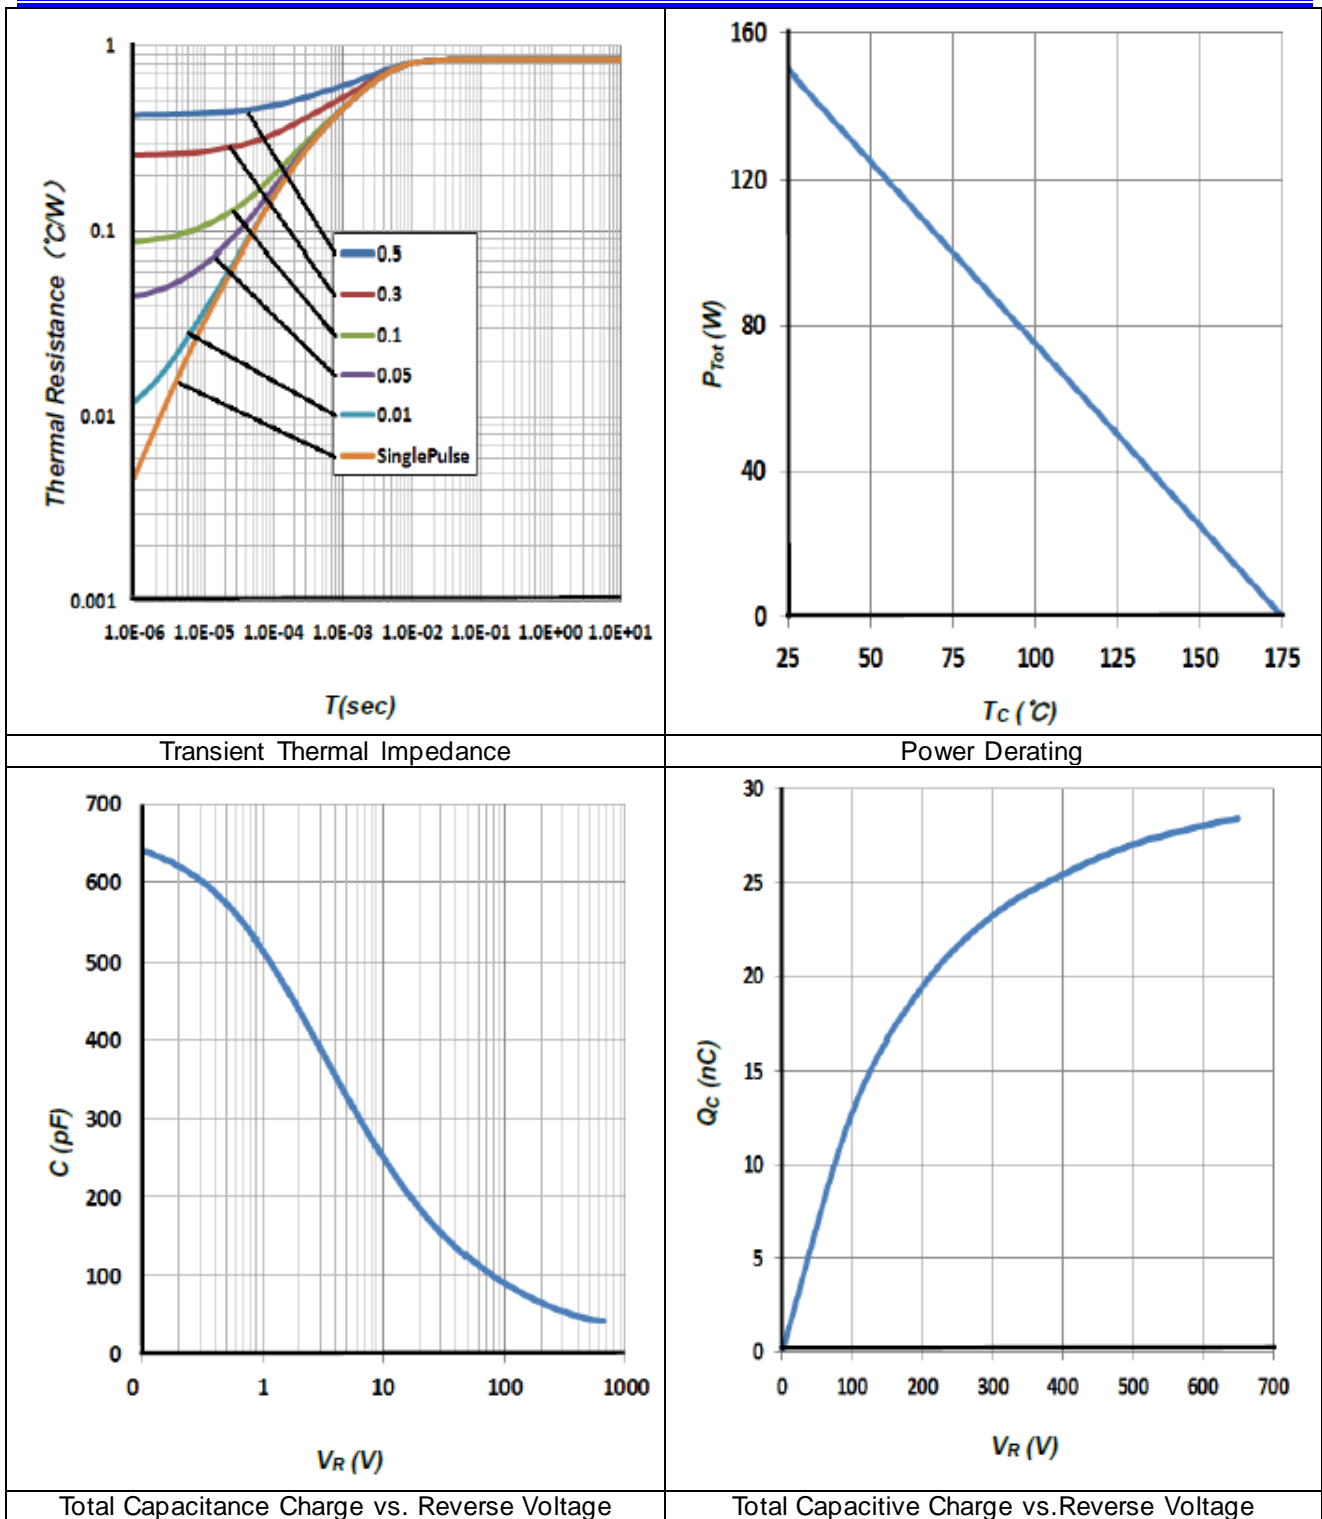 1
0.1
0.01
0.001
Thermal Resistance (℃/W)
0.5
0.3
0.1
0.05
0.01
SinglePulse
1.0E-06 1.0E-05 1.0E-04 1.0E-03 1.0E-02 1.0E-01 1.0E+00 1.0E+01
T(sec)
Transient Thermal Impedance
160
120
80
40
0
PTot (W)
25 50 75 100 125 150 175
TC (℃)
Power Derating
700
600
500
400
300
200
100
0
C (pF)
0 1 10 100 1000
VR (V)
Total Capacitance Charge vs. Reverse Voltage
30
25
20
15
10
5
0
QC (nC)
0 100 200 300 400 500 600 700
VR (V)
Total Capacitive Charge vs.Reverse Voltage